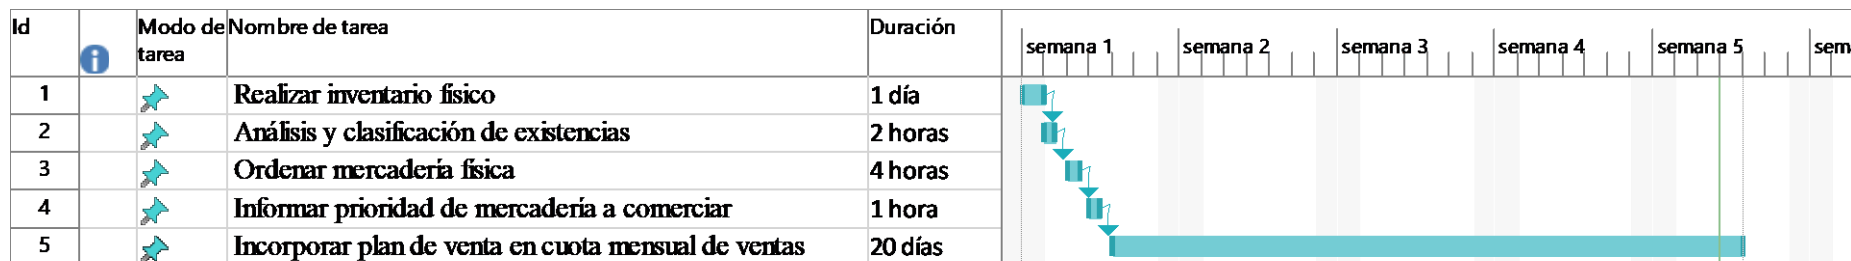 Id Modo de tarea Nombre de tarea Duración semana 1 semana 2 semana 3 semana 4 semana 5 sem
1 Realizar inventario físico 1 día
2 Análisis y clasificación de existencias 2 horas
3 Ordenar mercadería física 4 horas
4 Informar prioridad de mercadería a comerciar 1 hora
5 Incorporar plan de venta en cuota mensual de ventas 20 días